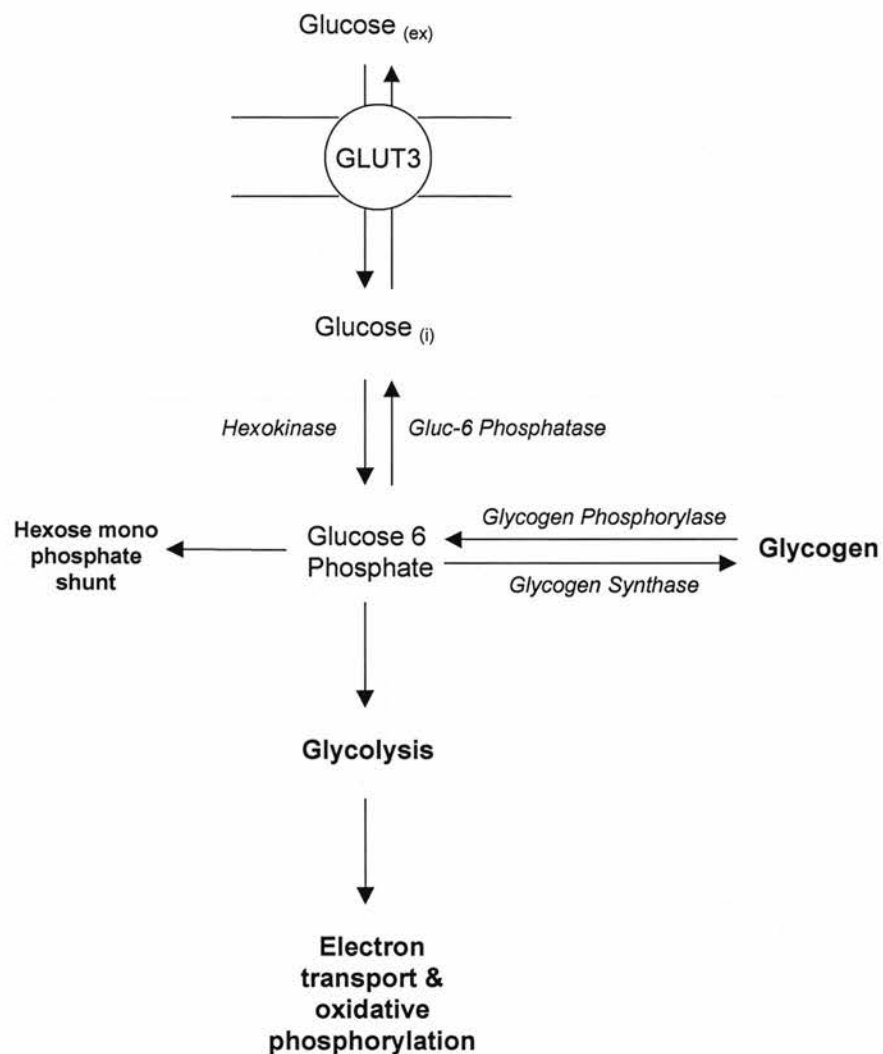 Glucose (ex)
GLUT3
Glucose (i)
Hexokinase
Gluc-6 Phosphatase
Hexose mono
phosphate
shunt
Glucose 6
Phosphate
Glycogen Phosphorylase
Glycogen Synthase
Glycogen
Glycolysis
Electron
transport &
oxidative
phosphorylation